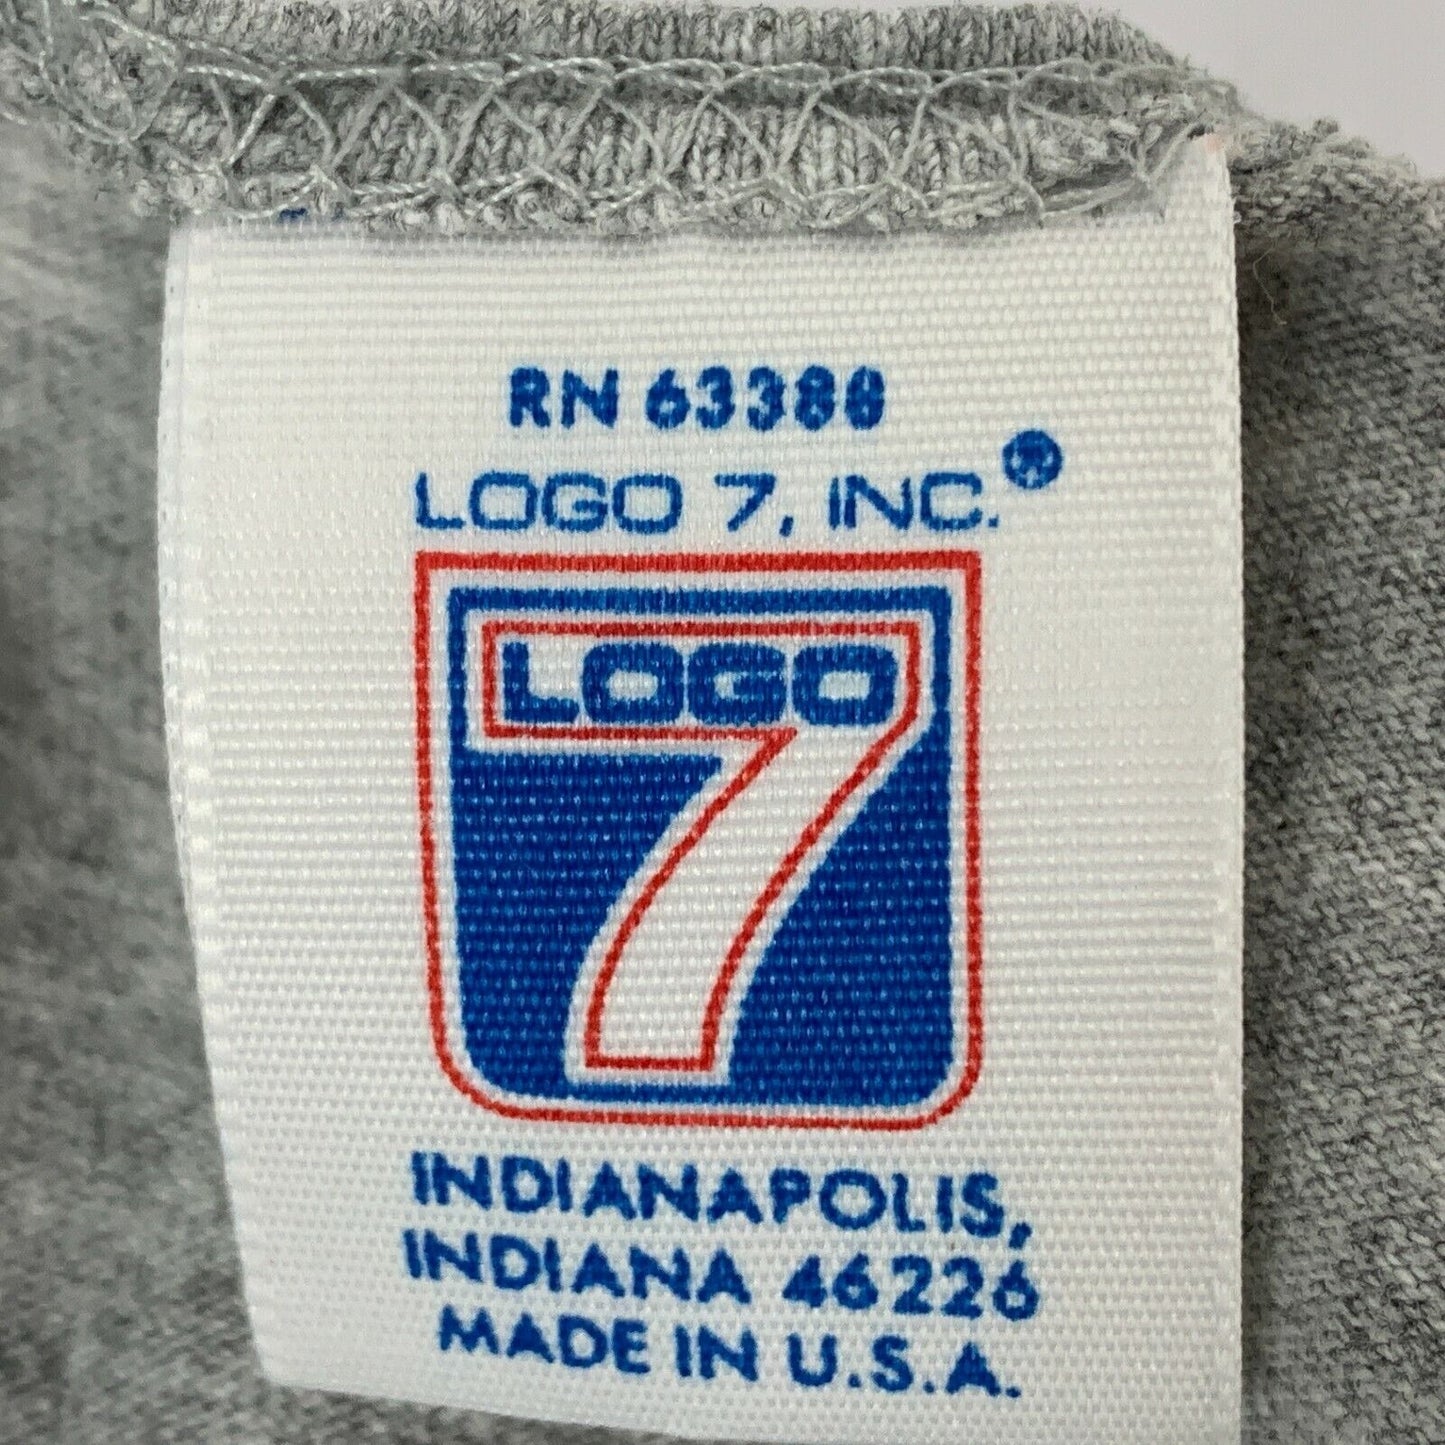 RN 63388
LOGO 7, INC.®
LOGO
7
INDIANAPOLIS,
INDIANA 46226
MADE IN U.S.A.